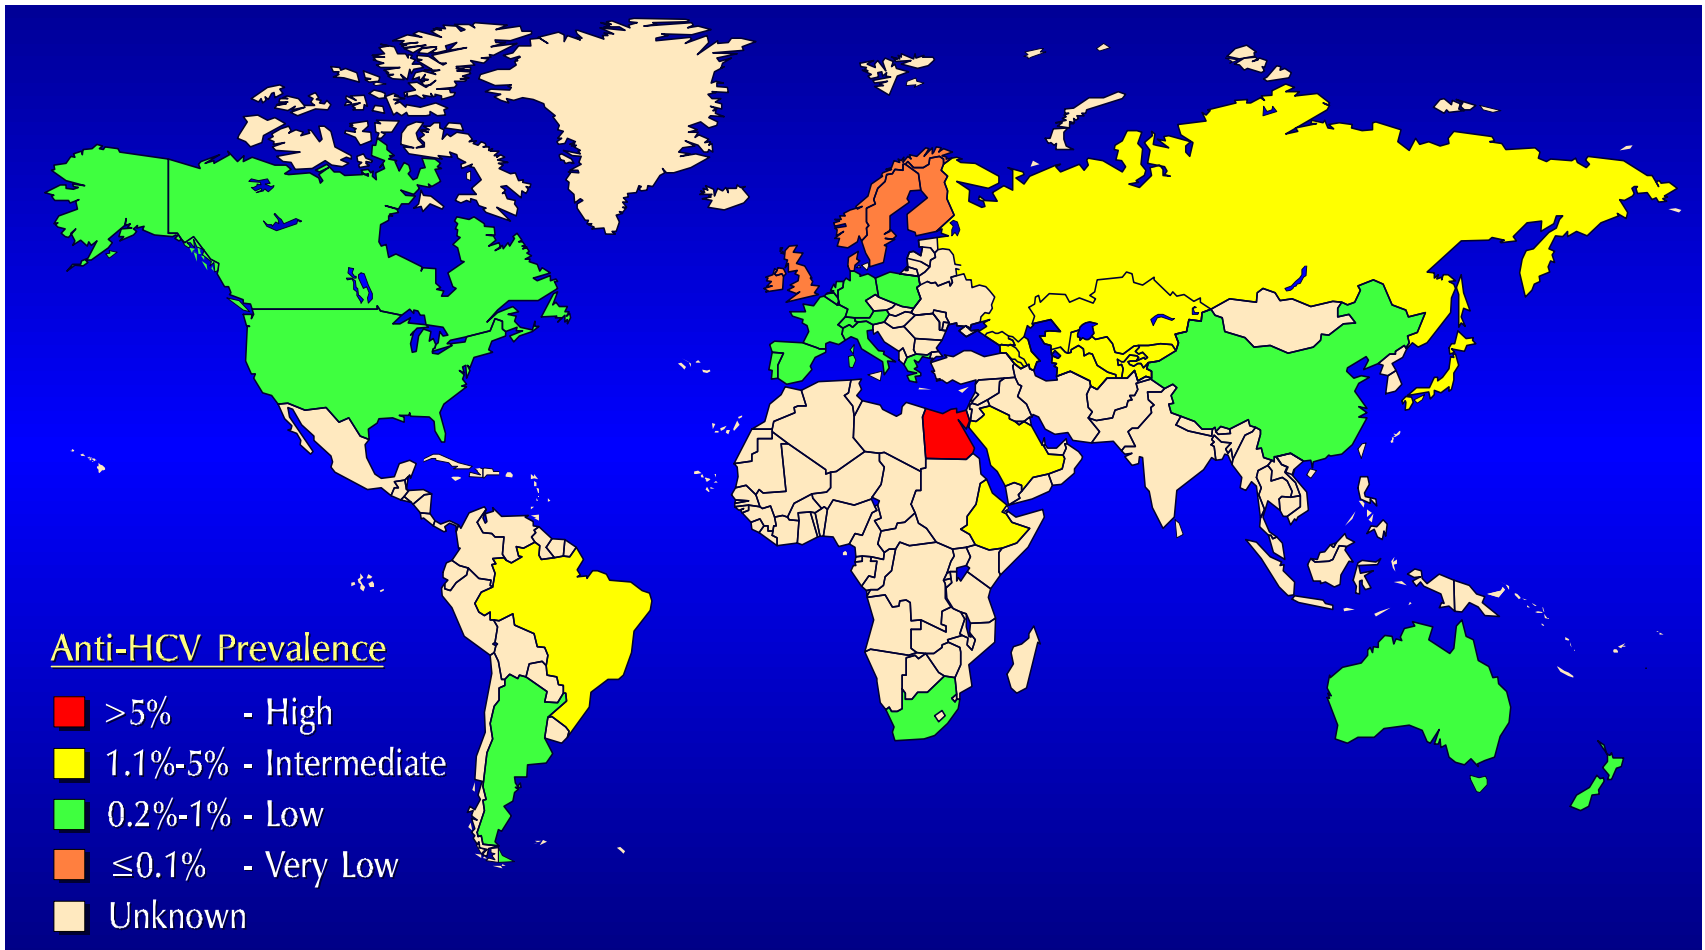 Anti-HCV Prevalence
>5% - High
1.1%-5% - Intermediate
0.2%-1% - Low
≤0.1% - Very Low
Unknown